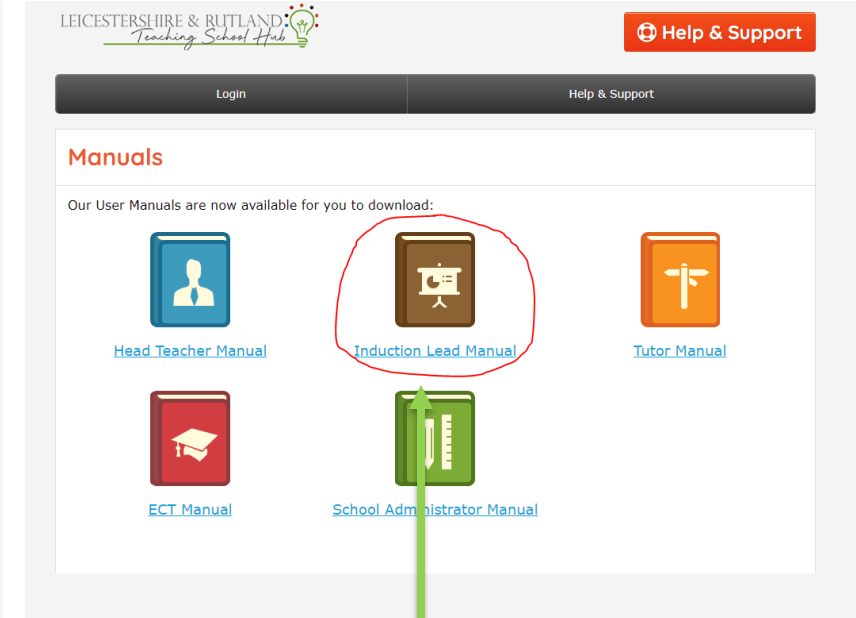 LEICESTERSHIRE & RUTLAND
Teaching School Hub
Help & Support
Login
Help & Support
Manuals
Our User Manuals are now available for you to download:
Head Teacher Manual
Induction Lead Manual
Tutor Manual
ECT Manual
School Administrator Manual